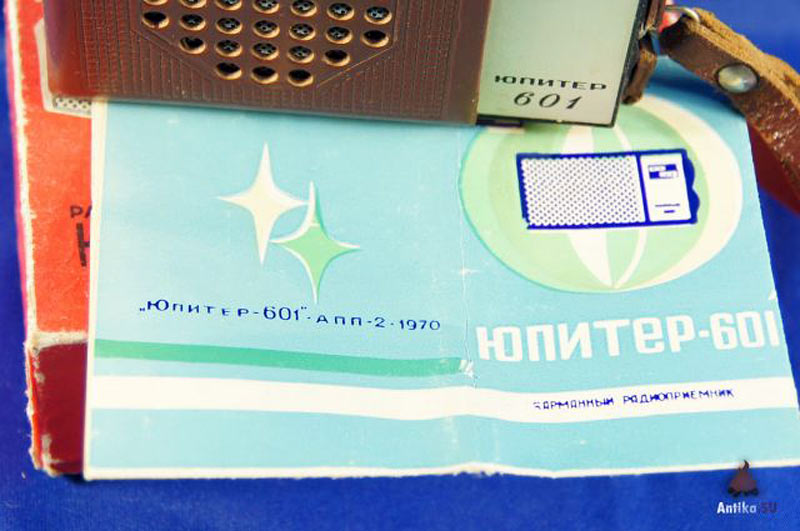 ЮПИТЕР
601
„ЮПИТЕР-601"-АПП-2-1970
ЮПИТЕР-601
КАРМАННЫЙ РАДИОПРИЕМНИК
Antika SU